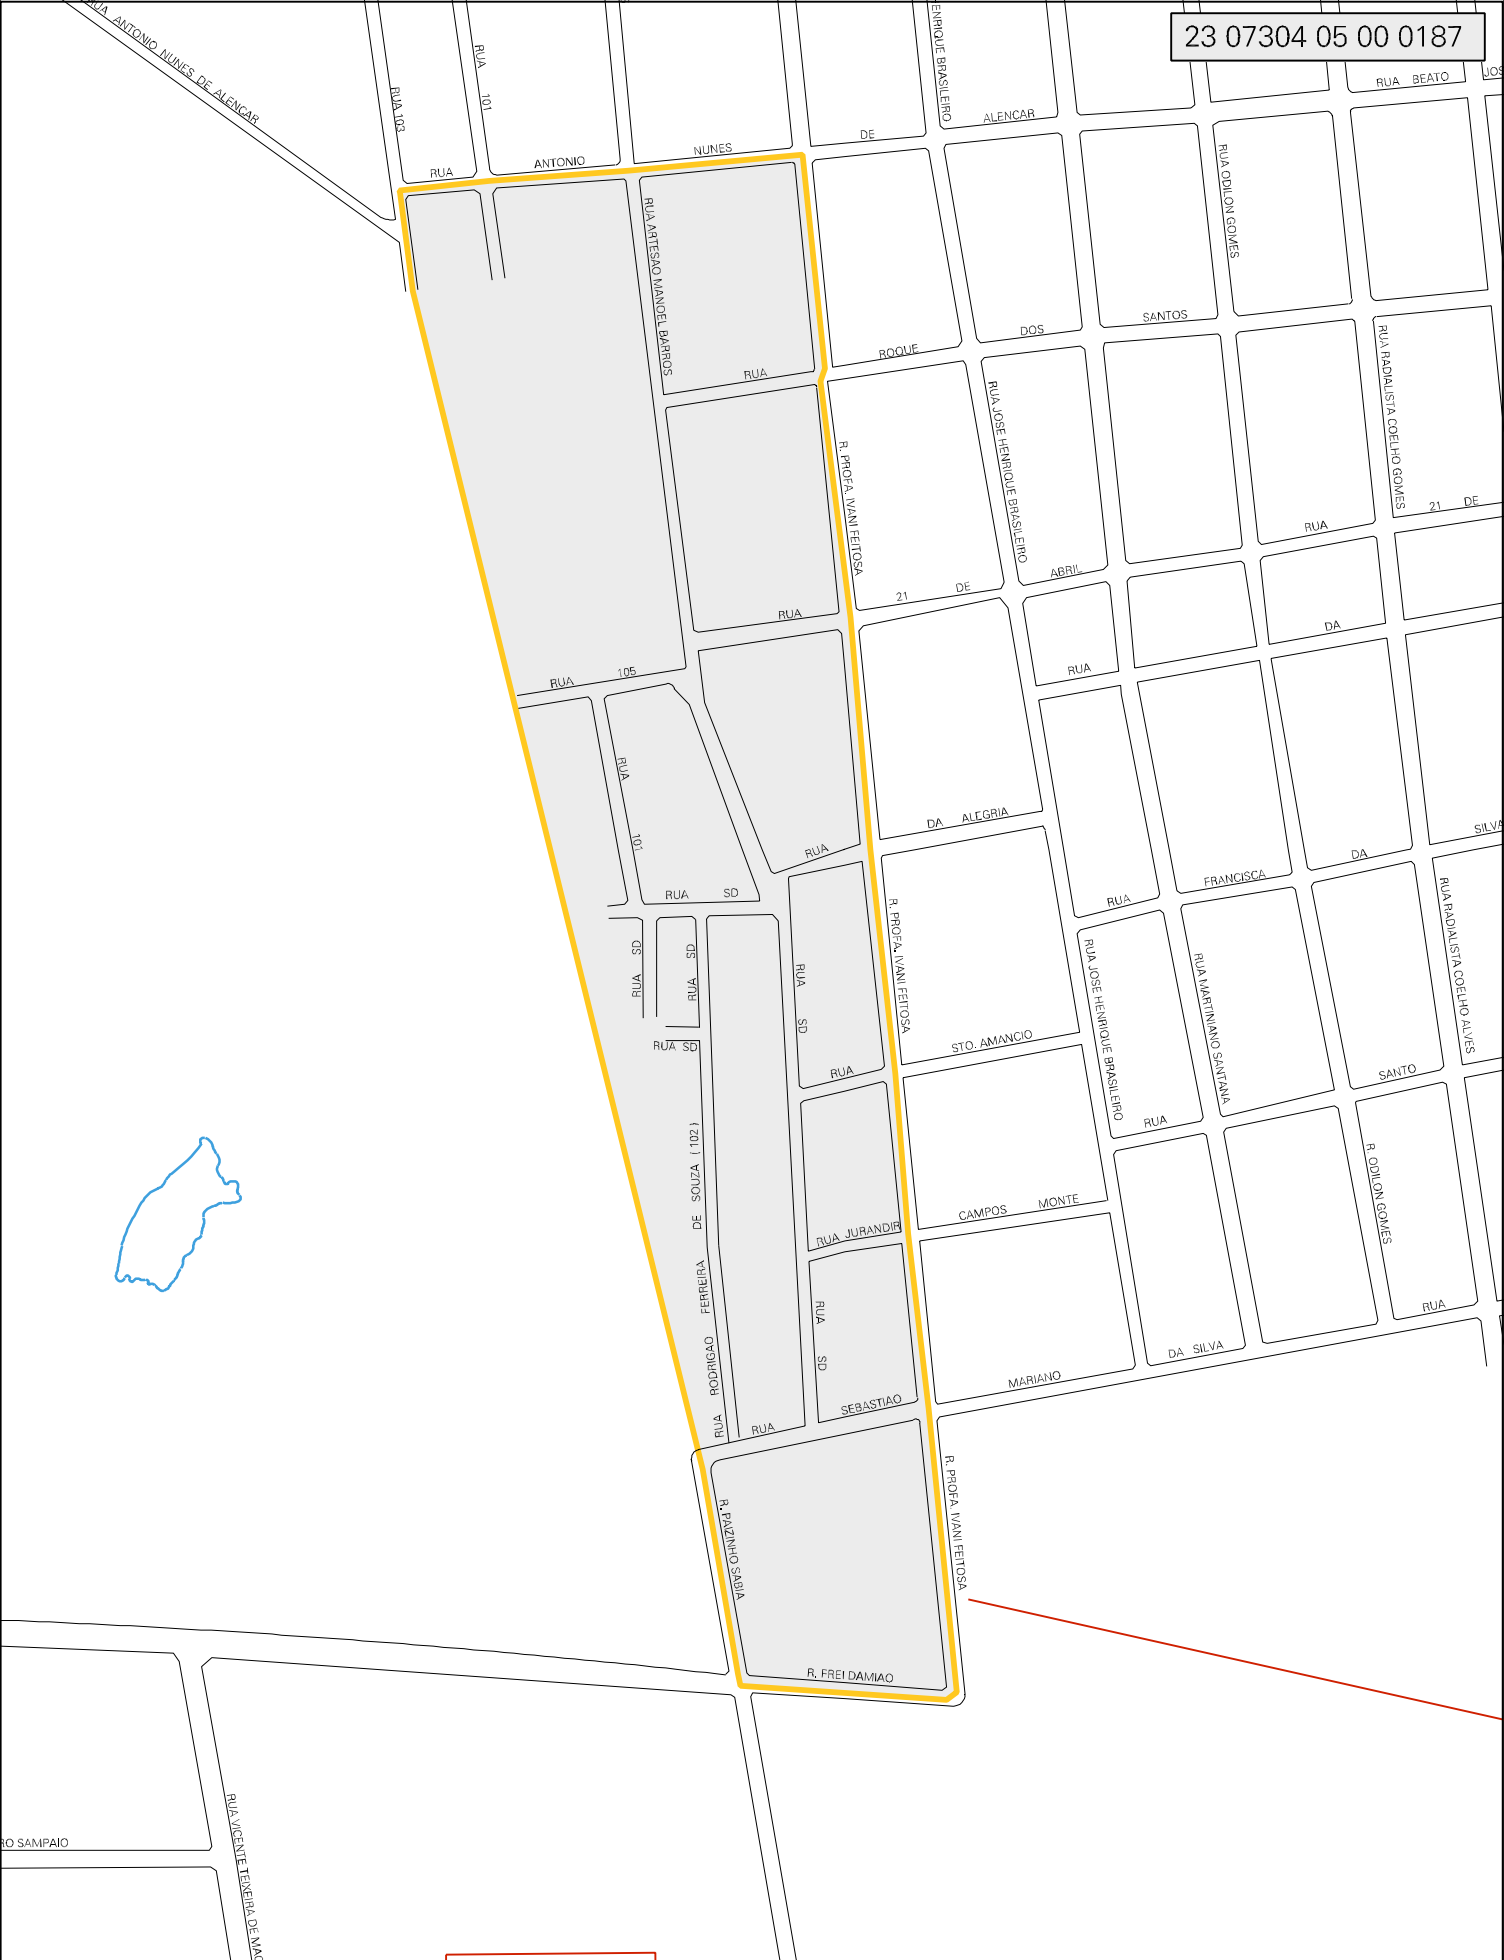 23 07304 05 00 0187
RUA ANTONIO NUNES DE ALENCAR
RUA 103
RUA 101
ENRIQUE BRASILEIRO
RUA BEATO JOS
RUA ANTONIO NUNES DE ALENCAR
RUA ODILON GOMES
RUA ARTESAO MANOEL BARROS
RUA ROQUE DOS SANTOS
RUA RADIALISTA COELHO GOMES
RUA JOSE HENRIQUE BRASILEIRO
R. PROFA. IVANI FEITOSA
RUA 21 DE
RUA 21 DE ABRIL
RUA DA
RUA 105
RUA 101
RUA DA ALEGRIA
SILVA
RUA FRANCISCA DA
RUA SD
RUA RADIALISTA COELHO ALVES
R. PROFA. IVANI FEITOSA
RUA JOSE HENRIQUE BRASILEIRO
RUA MARTINIANO SANTANA
RUA SD
RUA SD
RUA SD
RUA SD
RUA STO. AMANCIO
RUA SANTO
RUA RODRIGAO FERREIRA DE SOUZA (102)
R. ODILON GOMES
RUA JURANDIR CAMPOS MONTE
RUA SD
RUA
RUA SEBASTIAO MARIANO DA SILVA
R. PROFA. IVANI FEITOSA
R. PAIZINHO SABIA
R. FREI DAMIAO
RUA VICENTE TEIXEIRA DE MAC
RO SAMPAIO